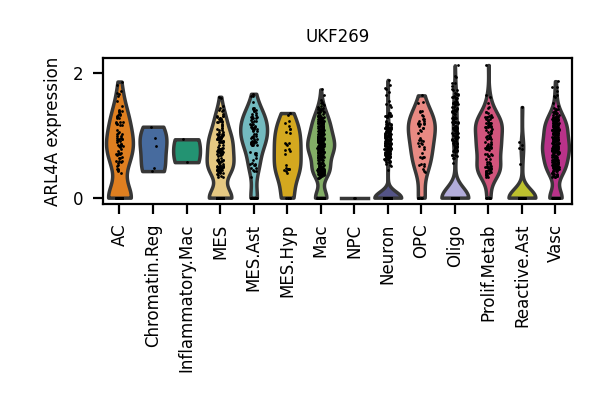 UKF269
ARL4A expression
2
0
AC
Chromatin.Reg
Inflammatory.Mac
MES
MES.Ast
MES.Hyp
Mac
NPC
Neuron
OPC
Oligo
Prolif.Metab
Reactive.Ast
Vasc